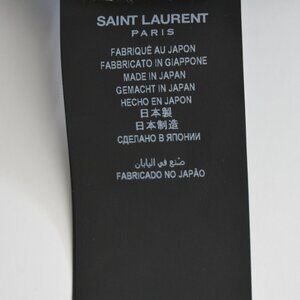 SAINT LAURENT
PARIS
FABRIQUÉ AU JAPON
FABBRICATO IN GIAPPONE
MADE IN JAPAN
GEMACHT IN JAPAN
HECHO EN JAPON
日本製
日本制造
СДЕЛАНО В ЯПОНИИ
صنع في اليابان
FABRICADO NO JAPÃO